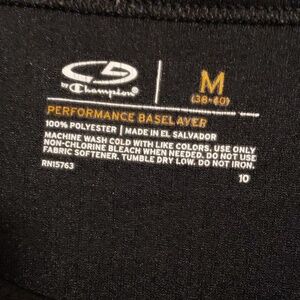 by Champion®
M
(38-40)
PERFORMANCE BASELAYER
100% POLYESTER | MADE IN EL SALVADOR
MACHINE WASH COLD WITH LIKE COLORS. USE ONLY
NON-CHLORINE BLEACH WHEN NEEDED. DO NOT USE
FABRIC SOFTENER. TUMBLE DRY LOW. DO NOT IRON.
RN15763
10